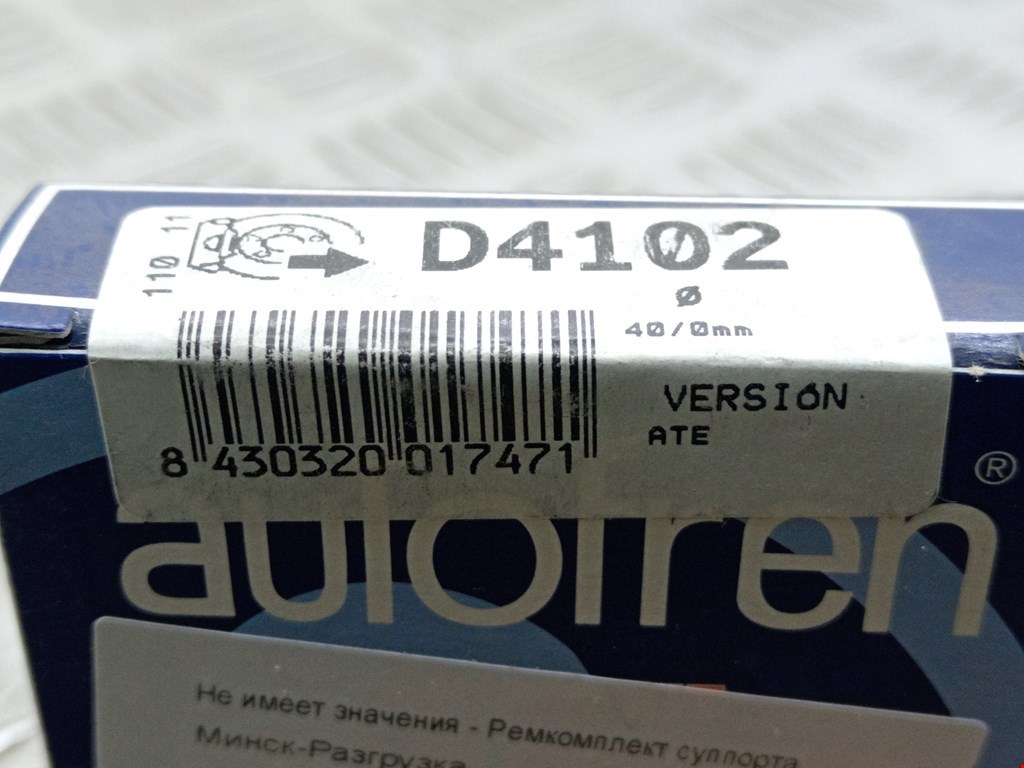 110 11
D4102
Ø
40/0mm
VERSIÓN
ATE
8 430320 017471
autofren ®
Не имеет значения - Ремкомплект суппорта
Минск-Разгрузка